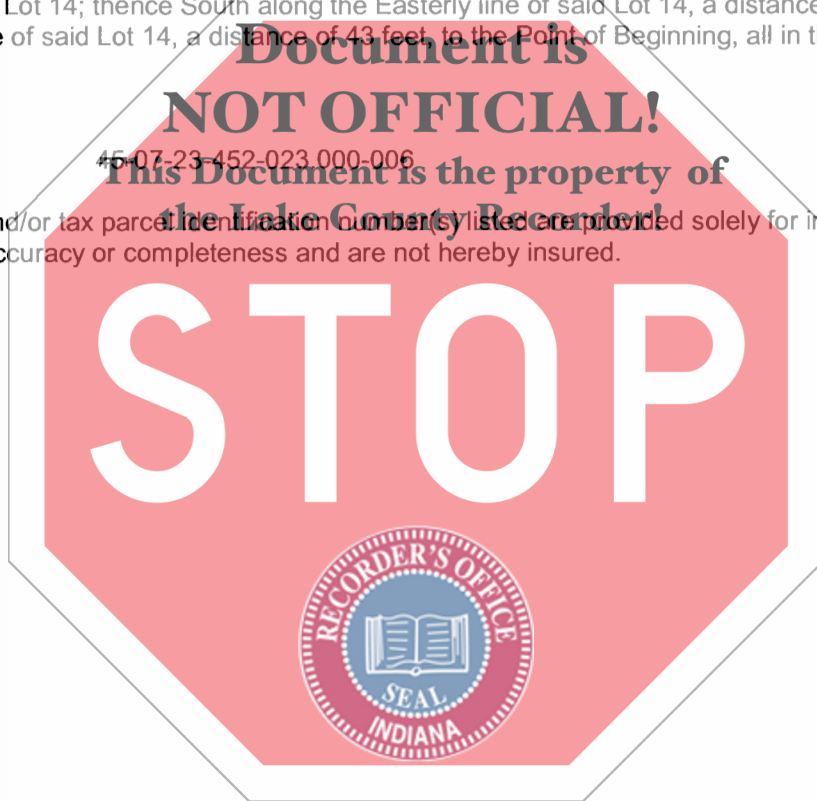 Lot 14; thence South along the Easterly line of said Lot 14, a distance
of said Lot 14, a distance of 43 feet, to the Point of Beginning, all in
Document is
NOT OFFICIAL!
45-07-23-452-023.000-006
This Document is the property of
the Lake County Recorder!
nd/or tax parcel identification number(s) listed are provided solely for
ccuracy or completeness and are not hereby insured.
STOP
RECORDER'S OFFICE
SEAL
INDIANA